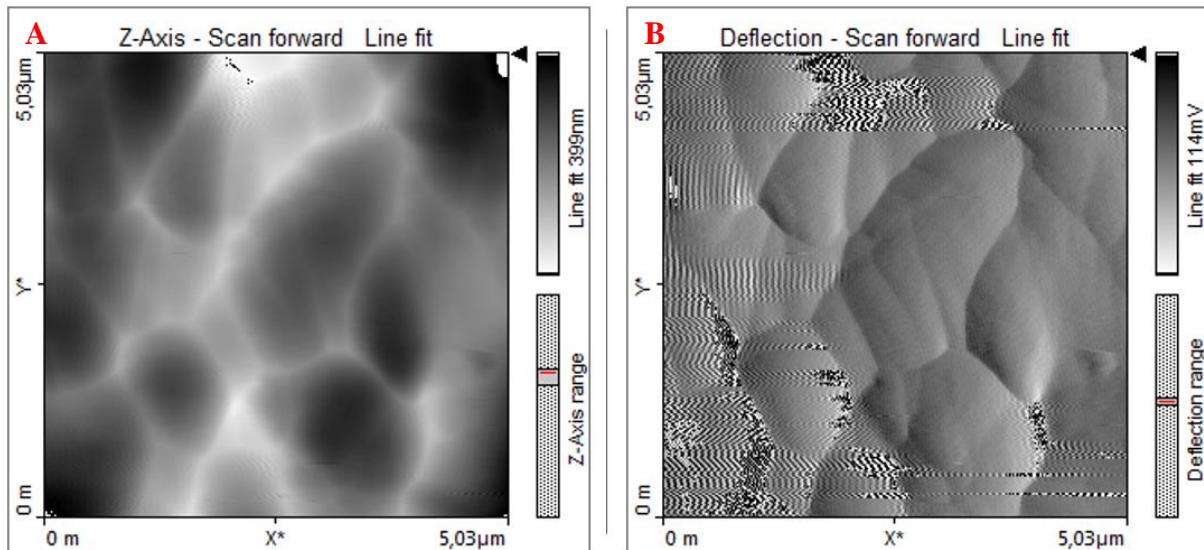 A
Z-Axis - Scan forward Line fit
5,03µm
Y*
0 m
0 m
X*
5,03µm
Line fit 399nm
Z-Axis range
B
Deflection - Scan forward Line fit
5,03µm
Y*
0 m
0 m
X*
5,03µm
Line fit 114mV
Deflection range